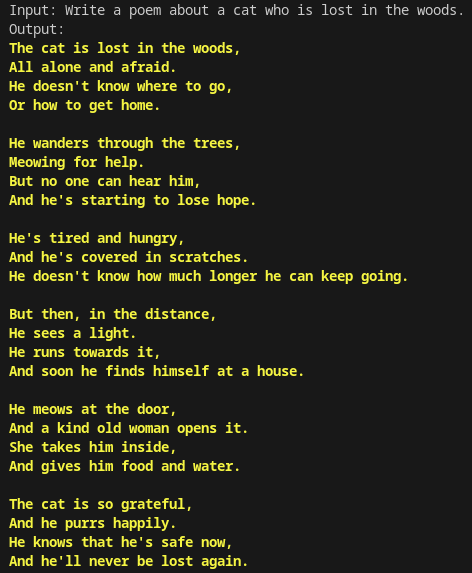 Input: Write a poem about a cat who is lost in the woods.
Output:
The cat is lost in the woods,
All alone and afraid.
He doesn't know where to go,
Or how to get home.

He wanders through the trees,
Meowing for help.
But no one can hear him,
And he's starting to lose hope.

He's tired and hungry,
And he's covered in scratches.
He doesn't know how much longer he can keep going.

But then, in the distance,
He sees a light.
He runs towards it,
And soon he finds himself at a house.

He meows at the door,
And a kind old woman opens it.
She takes him inside,
And gives him food and water.

The cat is so grateful,
And he purrs happily.
He knows that he's safe now,
And he'll never be lost again.